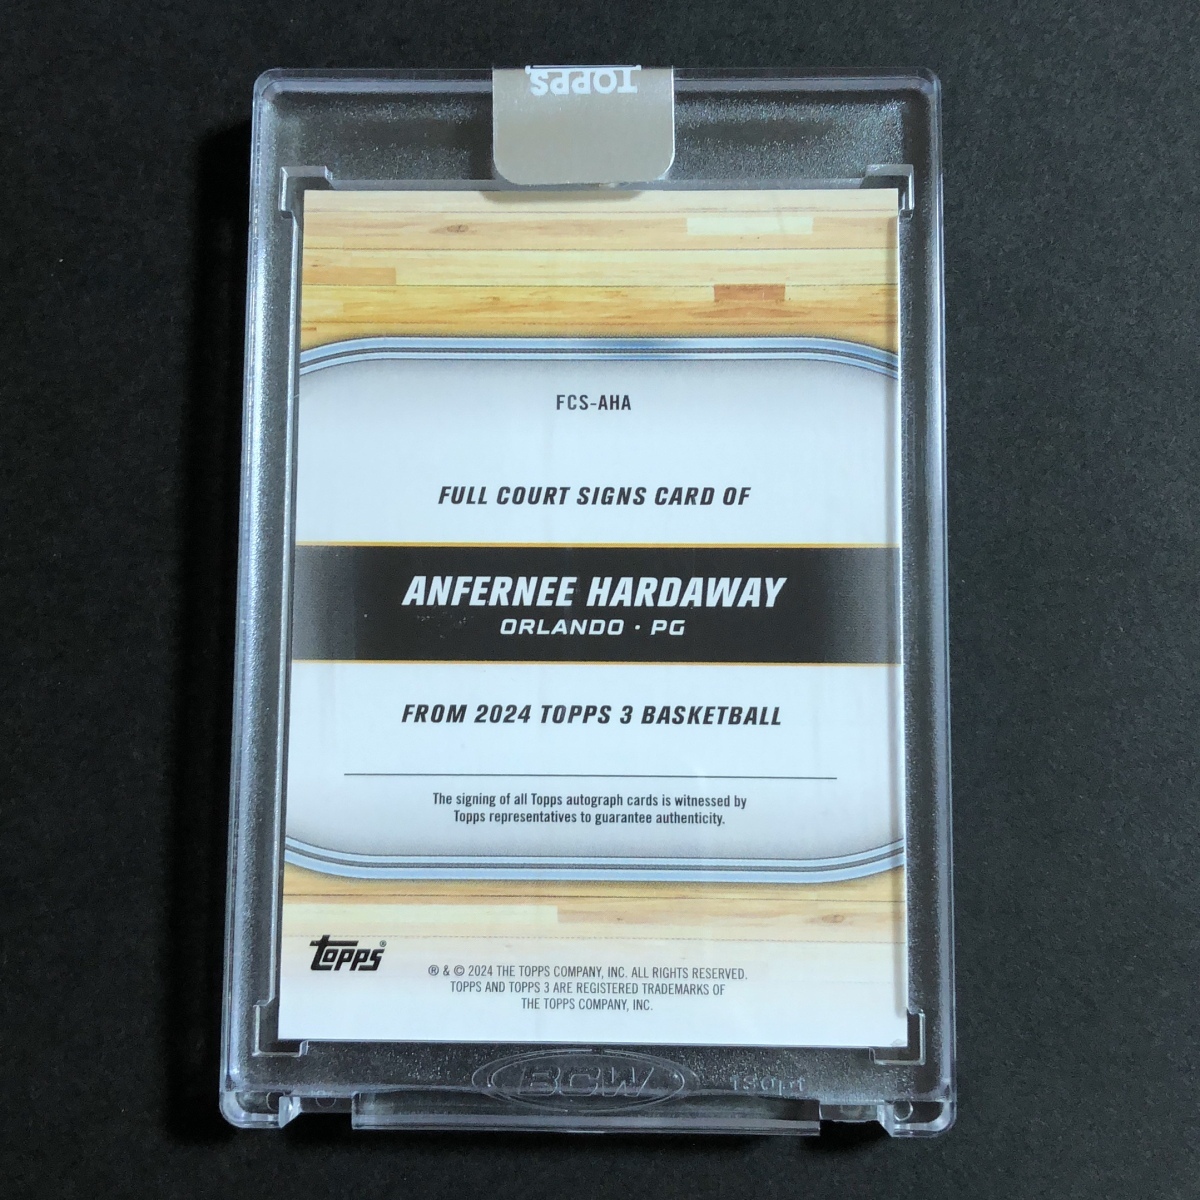 TOPPS
FCS-AHA
FULL COURT SIGNS CARD OF
ANFERNEE HARDAWAY
ORLANDO · PG
FROM 2024 TOPPS 3 BASKETBALL
The signing of all Topps autograph cards is witnessed by
Topps representatives to guarantee authenticity.
topps®
® & © 2024 THE TOPPS COMPANY, INC. ALL RIGHTS RESERVED.
TOPPS AND TOPPS 3 ARE REGISTERED TRADEMARKS OF
THE TOPPS COMPANY, INC.
BCW